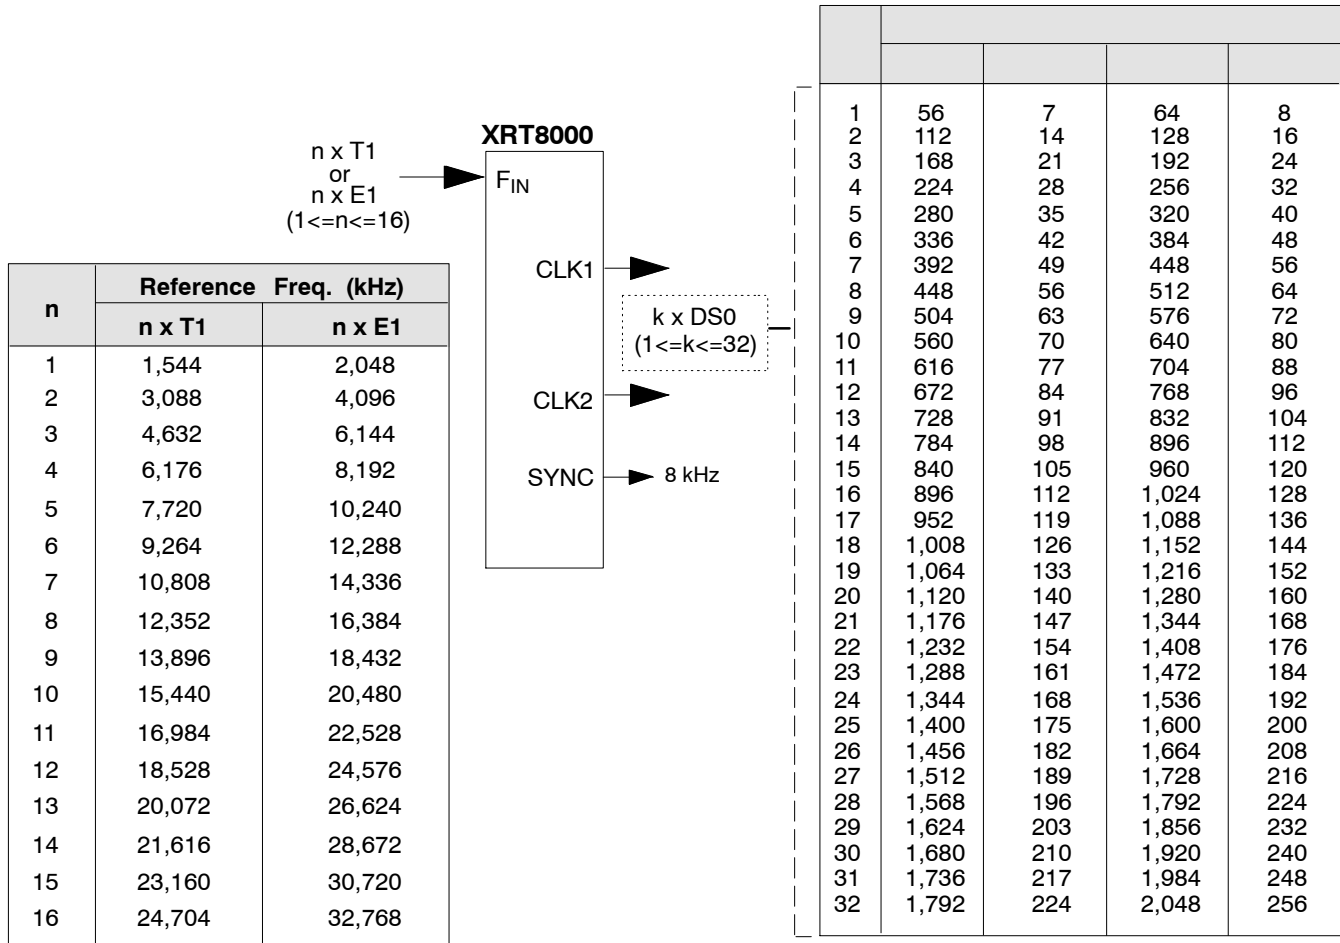 XRT8000
n x T1
or
n x E1
(1<=n<=16)
FIN
CLK1
k x DS0
(1<=k<=32)
CLK2
SYNC
8 kHz
n Reference Freq. (kHz)
n x T1 n x E1
1 1,544 2,048
2 3,088 4,096
3 4,632 6,144
4 6,176 8,192
5 7,720 10,240
6 9,264 12,288
7 10,808 14,336
8 12,352 16,384
9 13,896 18,432
10 15,440 20,480
11 16,984 22,528
12 18,528 24,576
13 20,072 26,624
14 21,616 28,672
15 23,160 30,720
16 24,704 32,768
1 56 7 64 8
2 112 14 128 16
3 168 21 192 24
4 224 28 256 32
5 280 35 320 40
6 336 42 384 48
7 392 49 448 56
8 448 56 512 64
9 504 63 576 72
10 560 70 640 80
11 616 77 704 88
12 672 84 768 96
13 728 91 832 104
14 784 98 896 112
15 840 105 960 120
16 896 112 1,024 128
17 952 119 1,088 136
18 1,008 126 1,152 144
19 1,064 133 1,216 152
20 1,120 140 1,280 160
21 1,176 147 1,344 168
22 1,232 154 1,408 176
23 1,288 161 1,472 184
24 1,344 168 1,536 192
25 1,400 175 1,600 200
26 1,456 182 1,664 208
27 1,512 189 1,728 216
28 1,568 196 1,792 224
29 1,624 203 1,856 232
30 1,680 210 1,920 240
31 1,736 217 1,984 248
32 1,792 224 2,048 256